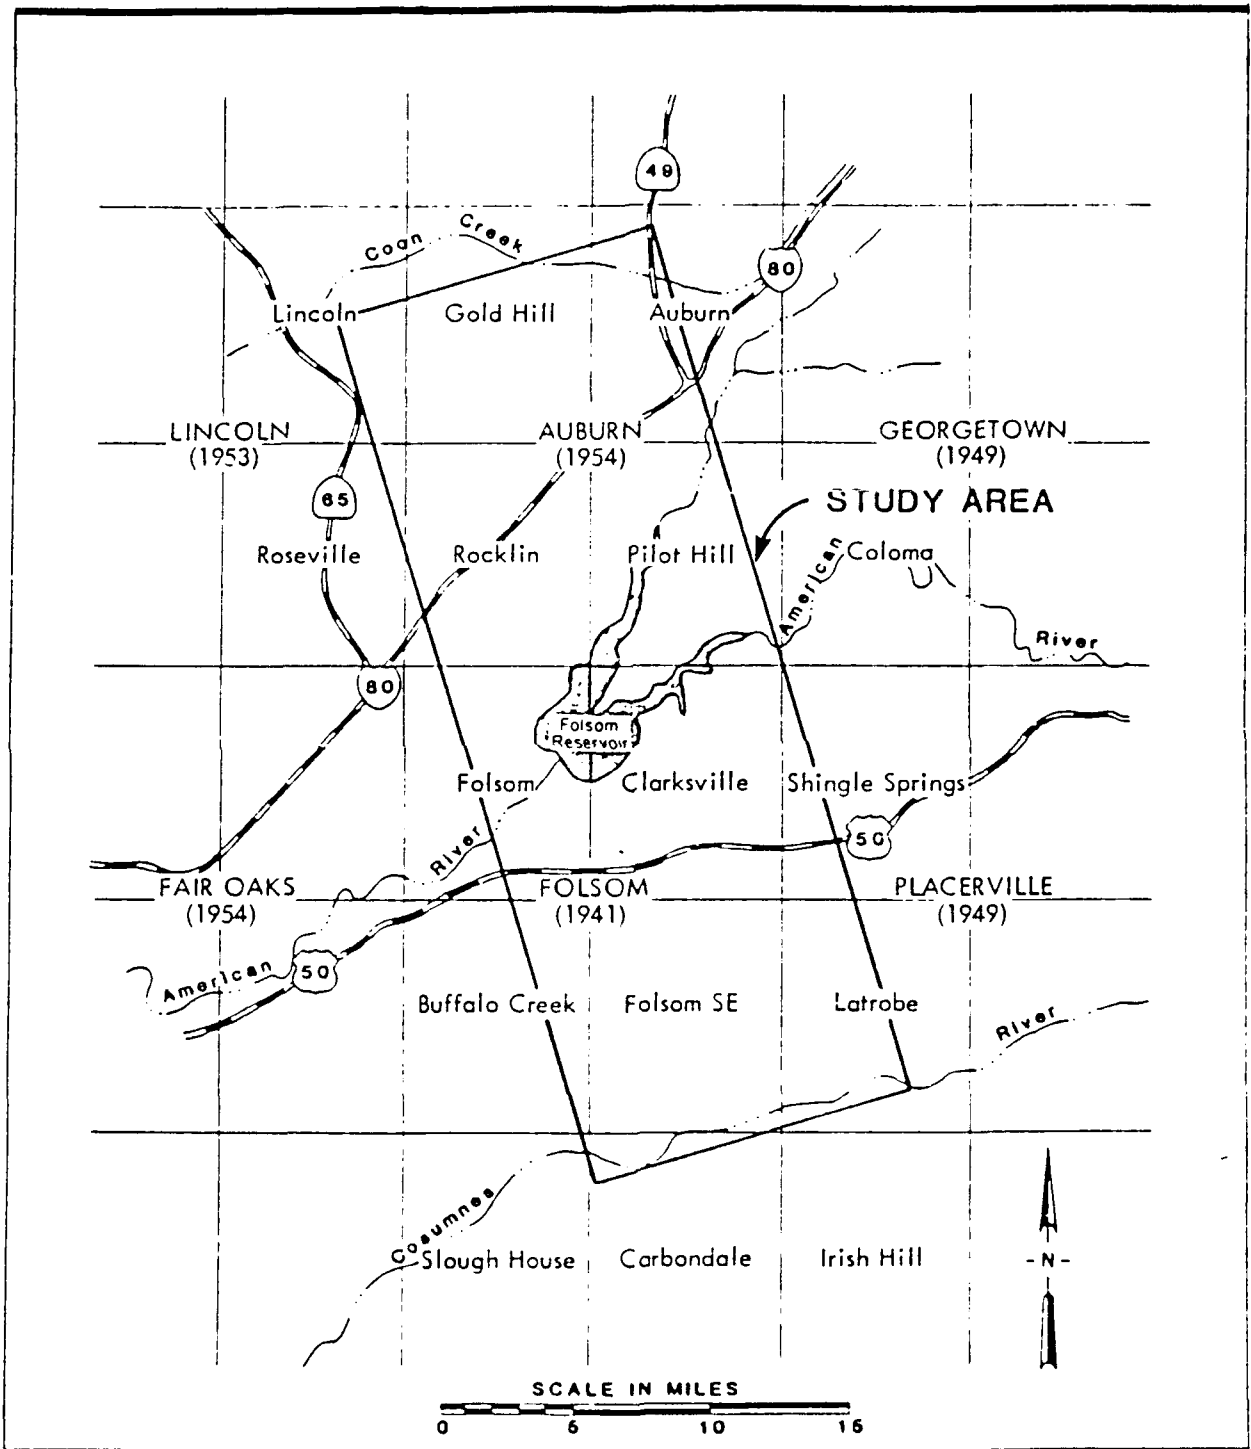 49
Coon Creek
80
Lincoln
Gold Hill
Auburn
LINCOLN
(1953)
AUBURN
(1954)
GEORGETOWN
(1949)
65
STUDY AREA
Roseville
Rocklin
Pilot Hill
American
Coloma
River
80
Folsom
Reservoir
Folsom
Clarksville
Shingle Springs
River
50
FAIR OAKS
(1954)
FOLSOM
(1941)
PLACERVILLE
(1949)
American
50
Buffalo Creek
Folsom SE
Latrobe
River
Cosumnes
Slough House
Carbondale
Irish Hill
-N-
SCALE IN MILES
0 5 10 15